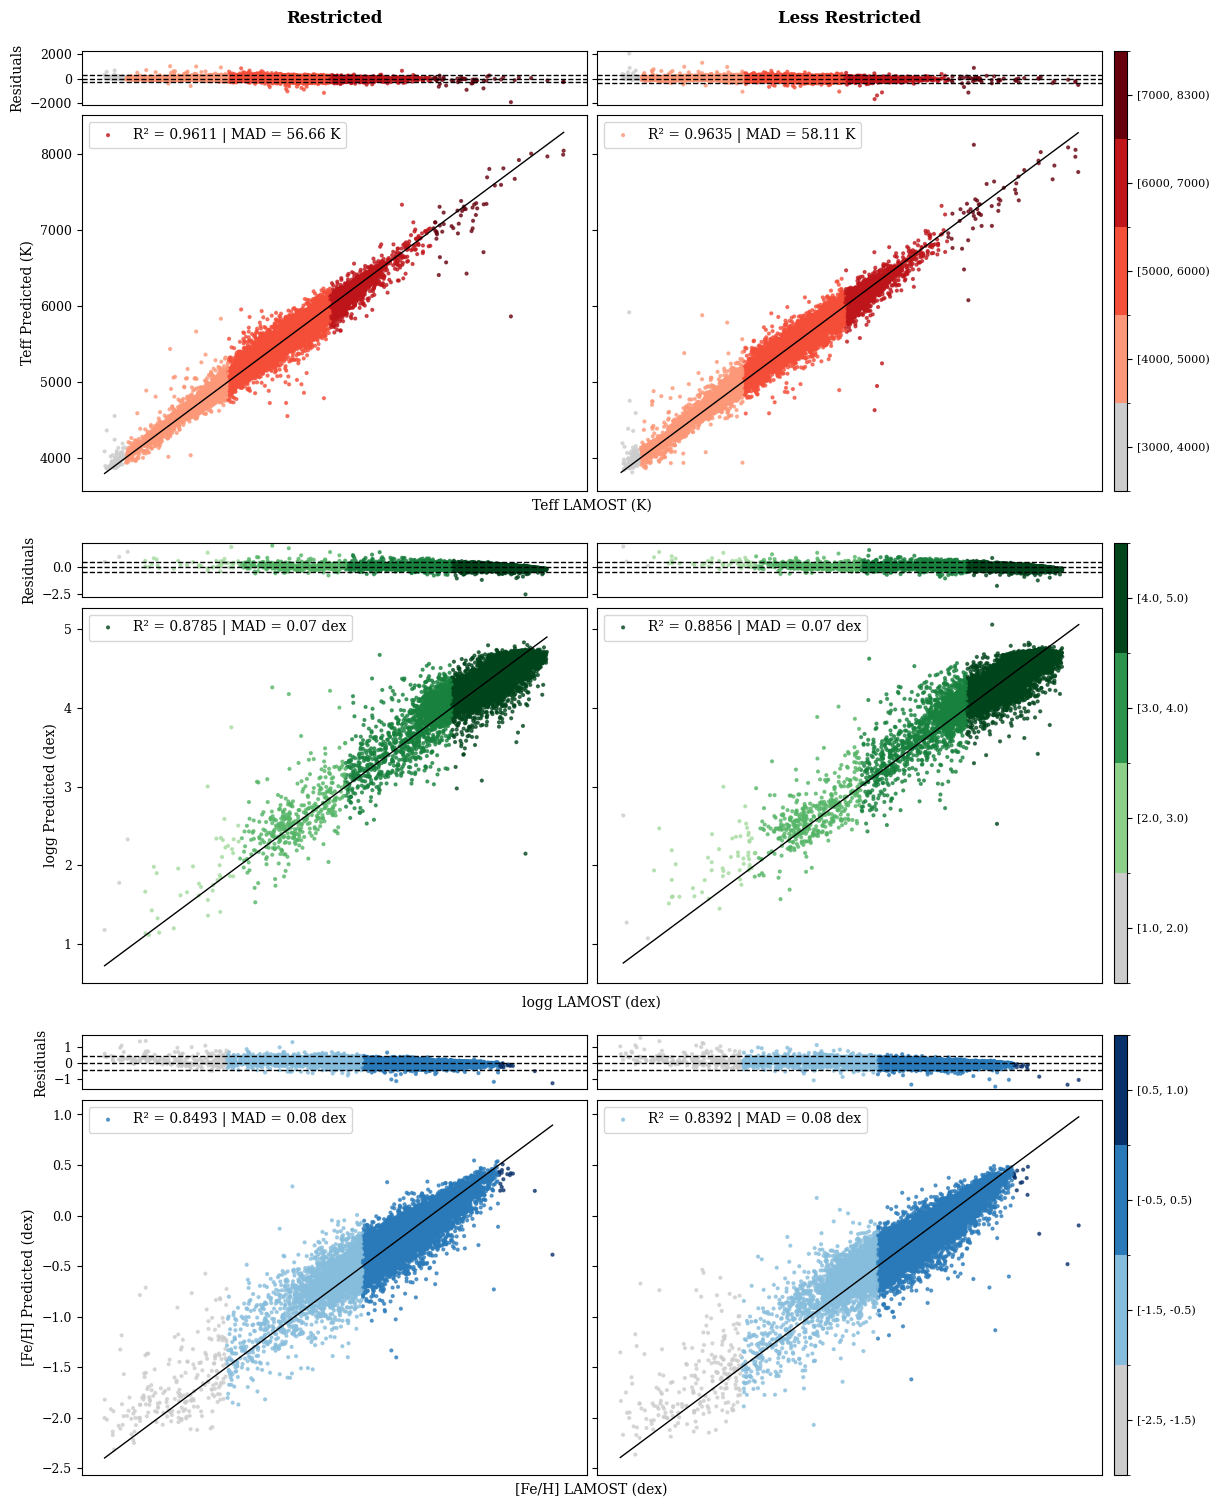 Restricted
Less Restricted
Residuals
2000
0
−2000
[7000, 8300)
[6000, 7000)
[5000, 6000)
[4000, 5000)
[3000, 4000)
R² = 0.9611 | MAD = 56.66 K
R² = 0.9635 | MAD = 58.11 K
Teff Predicted (K)
8000
7000
6000
5000
4000
Teff LAMOST (K)
Residuals
0.0
−2.5
[4.0, 5.0)
[3.0, 4.0)
[2.0, 3.0)
[1.0, 2.0)
R² = 0.8785 | MAD = 0.07 dex
R² = 0.8856 | MAD = 0.07 dex
logg Predicted (dex)
5
4
3
2
1
logg LAMOST (dex)
Residuals
1
0
−1
[0.5, 1.0)
[-0.5, 0.5)
[-1.5, -0.5)
[-2.5, -1.5)
R² = 0.8493 | MAD = 0.08 dex
R² = 0.8392 | MAD = 0.08 dex
[Fe/H] Predicted (dex)
1.0
0.5
0.0
−0.5
−1.0
−1.5
−2.0
−2.5
[Fe/H] LAMOST (dex)